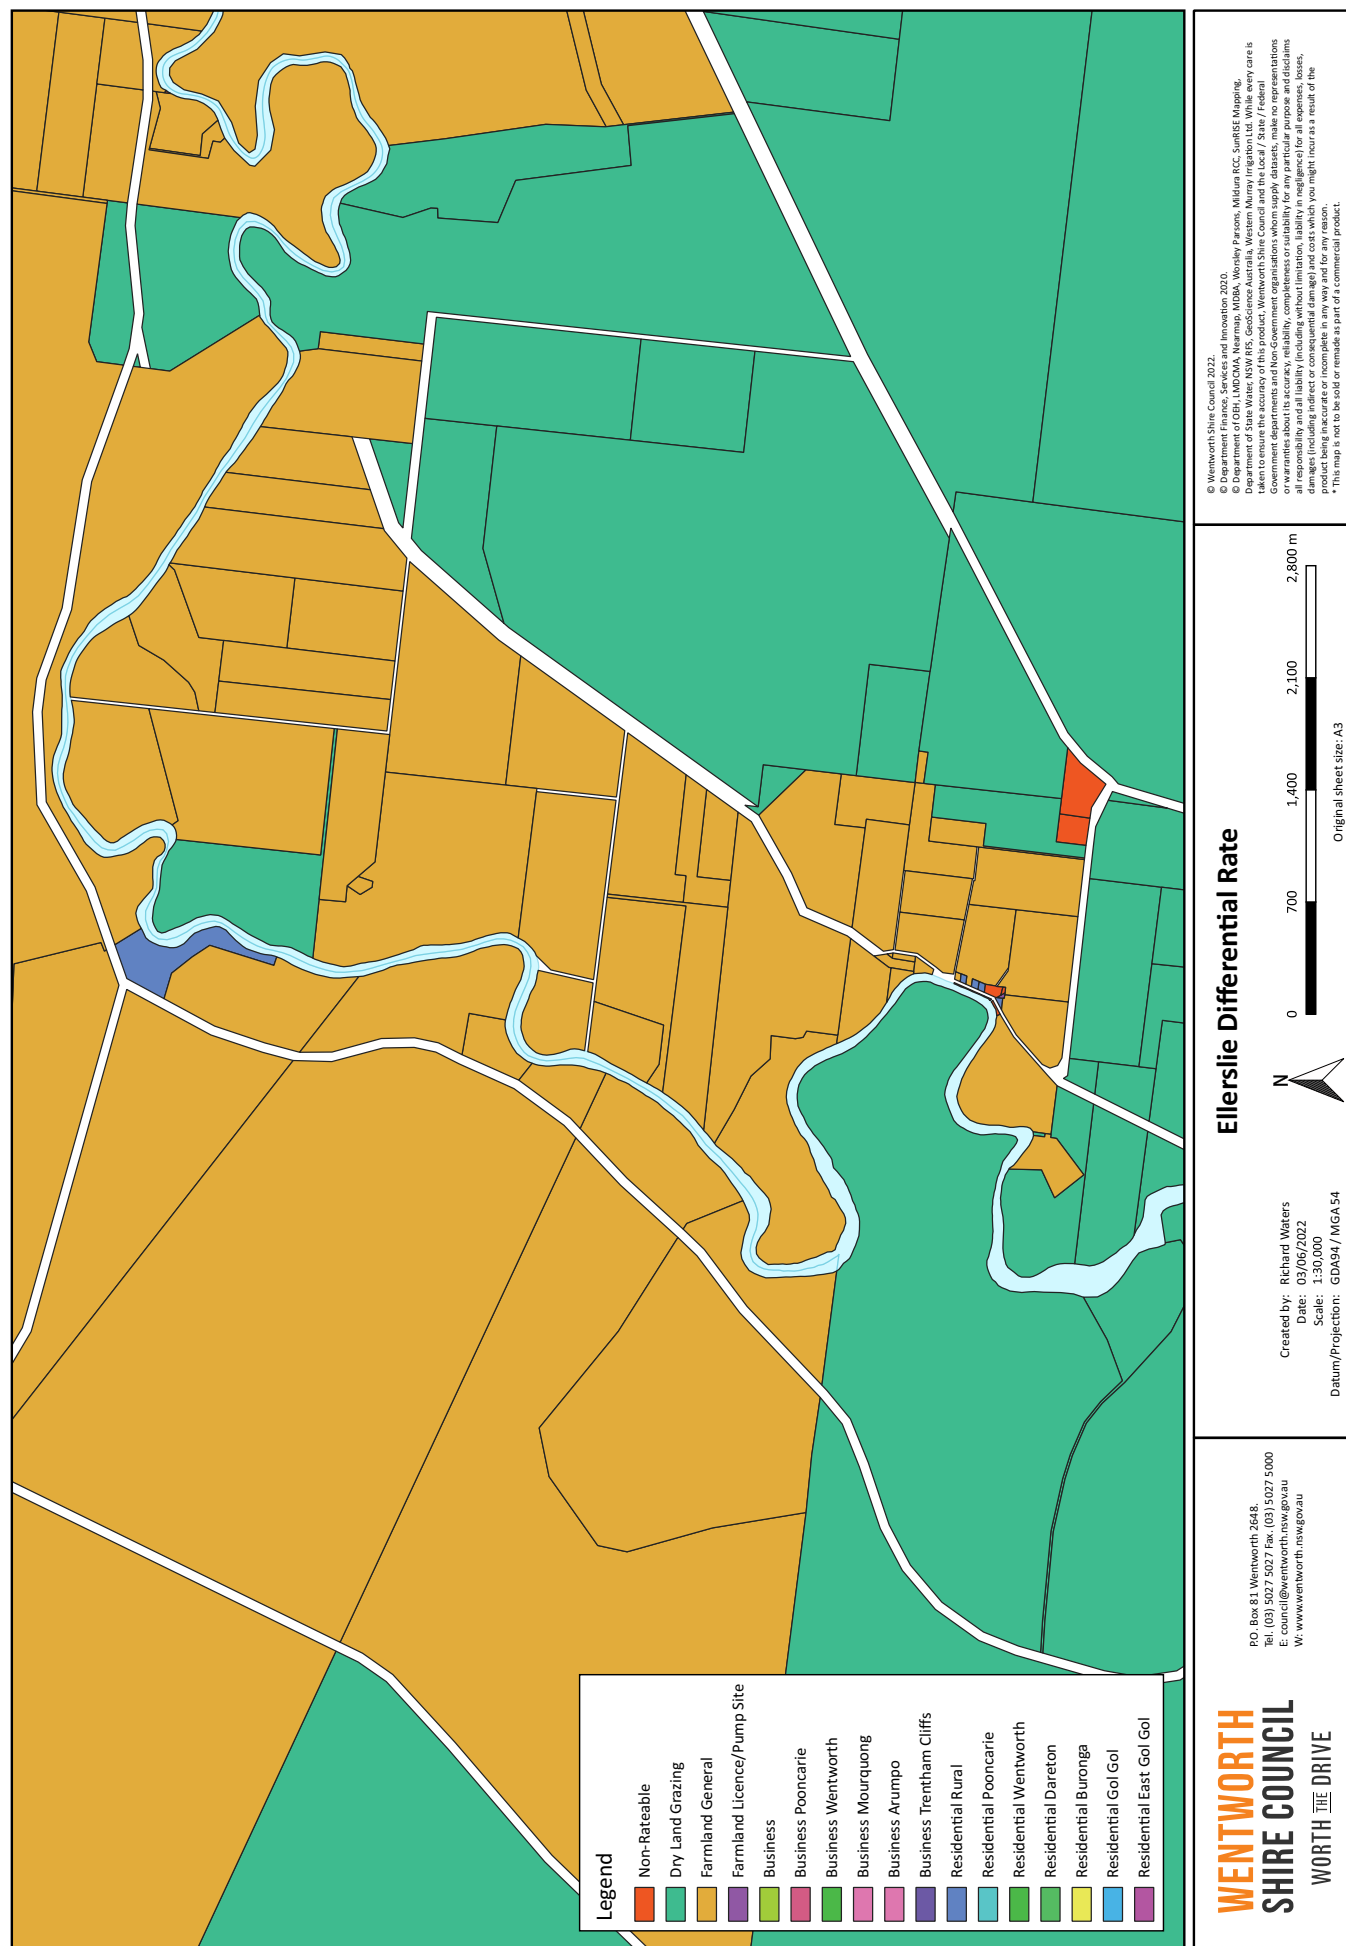 Legend
Non-Rateable
Dry Land Grazing
Farmland General
Farmland Licence/Pump Site
Business
Business Pooncarie
Business Wentworth
Business Mourquong
Business Arumpo
Business Trentham Cliffs
Residential Rural
Residential Pooncarie
Residential Wentworth
Residential Dareton
Residential Buronga
Residential Gol Gol
Residential East Gol Gol
WENTWORTH
SHIRE COUNCIL
WORTH THE DRIVE
P.O. Box 81 Wentworth 2648.
Tel. (03) 5027 5027 Fax. (03) 5027 5000
E: council@wentworth.nsw.gov.au
W: www.wentworth.nsw.gov.au
Ellerslie Differential Rate
Created by: Richard Waters
Date: 03/06/2022
Scale: 1:30,000
Datum/Projection: GDA94 / MGA 54
N
0 700 1,400 2,100 2,800 m
Original sheet size: A3
© Wentworth Shire Council 2022.
© Department Finance, Services and Innovation 2020.
© Department of OEH, LMDCMA, Nearmap, MDBA, Worsley Parsons, Mildura RCC, SunRISE Mapping,
Department of State Water, NSW RFS, GeoScience Australia, Western Murray Irrigation Ltd. While every care is
taken to ensure the accuracy of this product, Wentworth Shire Council and the Local / State / Federal
Government departments and Non-Government organisations whom supply datasets, make no representations
or warranties about its accuracy, reliability, completeness or suitability for any particular purpose and disclaims
all responsibility and all liability (including without limitation, liability in negligence) for all expenses, losses,
damages (including indirect or consequential damage) and costs which you might incur as a result of the
product being inaccurate or incomplete in any way and for any reason.
* This map is not to be sold or remade as part of a commercial product.